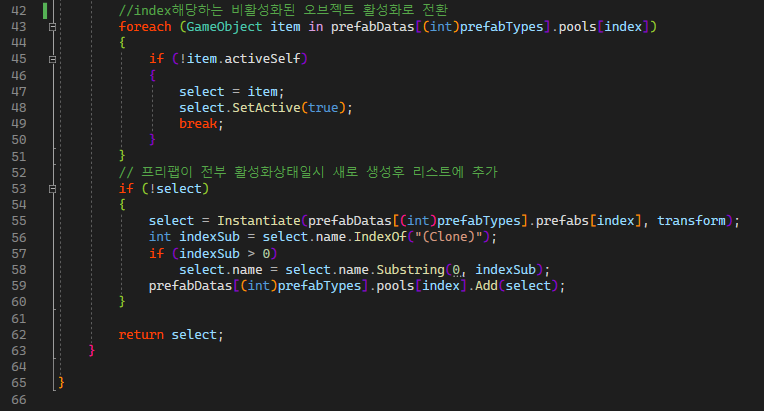 42 //index해당하는 비활성화된 오브젝트 활성화로 전환
43 foreach (GameObject item in prefabDatas[(int)prefabTypes].pools[index])
44 {
45 if (!item.activeSelf)
46 {
47 select = item;
48 select.SetActive(true);
49 break;
50 }
51 }
52 // 프리팹이 전부 활성화상태일시 새로 생성후 리스트에 추가
53 if (!select)
54 {
55 select = Instantiate(prefabDatas[(int)prefabTypes].prefabs[index], transform);
56 int indexSub = select.name.IndexOf("(Clone)");
57 if (indexSub > 0)
58 select.name = select.name.Substring(0, indexSub);
59 prefabDatas[(int)prefabTypes].pools[index].Add(select);
60 }
61
62 return select;
63 }
64
65 }
66